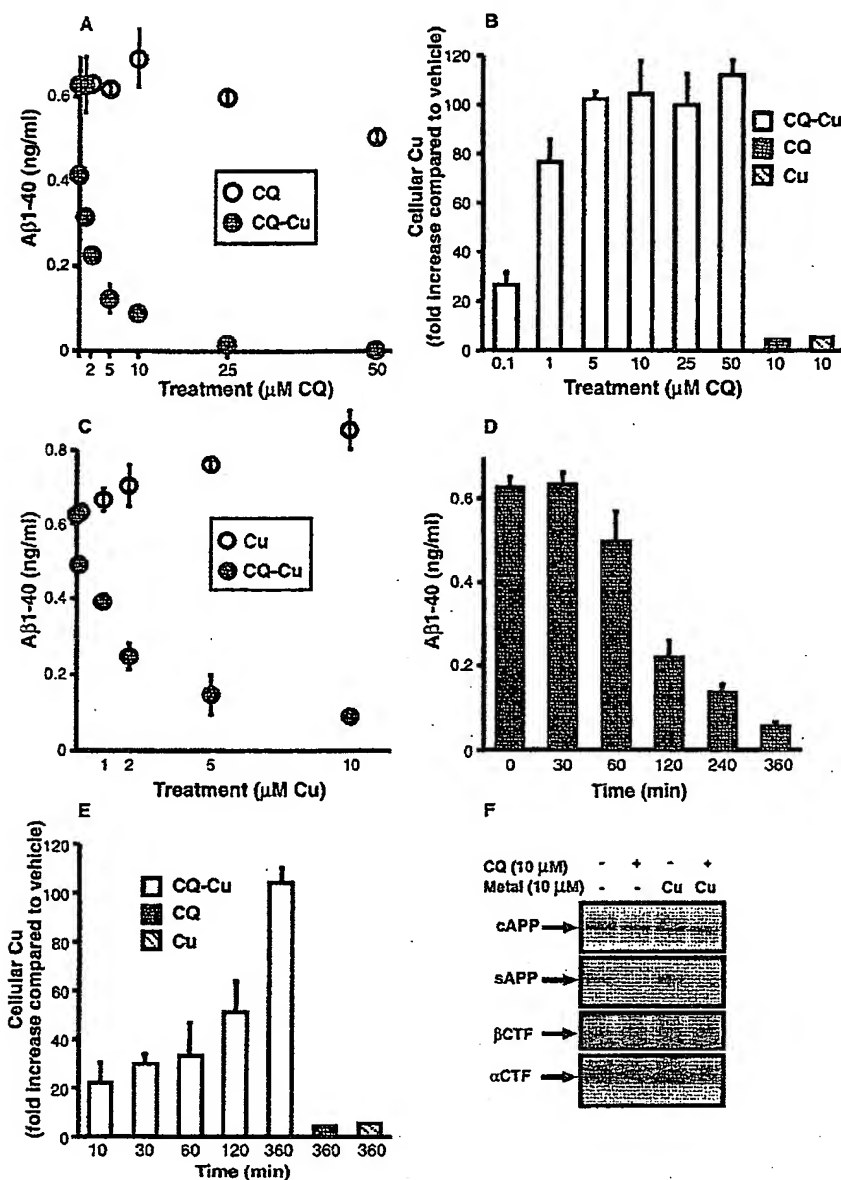 A
Aβ1-40 (ng/ml)
0.6
0.4
0.2
0
CQ
CQ-Cu
2 5 10 25 50
Treatment (μM CQ)
B
Cellular Cu
(fold increase compared to vehicle)
120
100
80
60
40
20
0
CQ-Cu
CQ
Cu
0.1 1 5 10 25 50 10 10
Treatment (μM CQ)
C
Aβ1-40 (ng/ml)
0.8
0.6
0.4
0.2
0
Cu
CQ-Cu
1 2 5 10
Treatment (μM Cu)
D
Aβ1-40 (ng/ml)
0.6
0.4
0.2
0
0 30 60 120 240 360
Time (min)
E
Cellular Cu
(fold increase compared to vehicle)
120
100
80
60
40
20
0
CQ-Cu
CQ
Cu
10 30 60 120 360 360 360
Time (min)
F
CQ (10 μM) - + - +
Metal (10 μM) - - Cu Cu
cAPP
sAPP
βCTF
αCTF